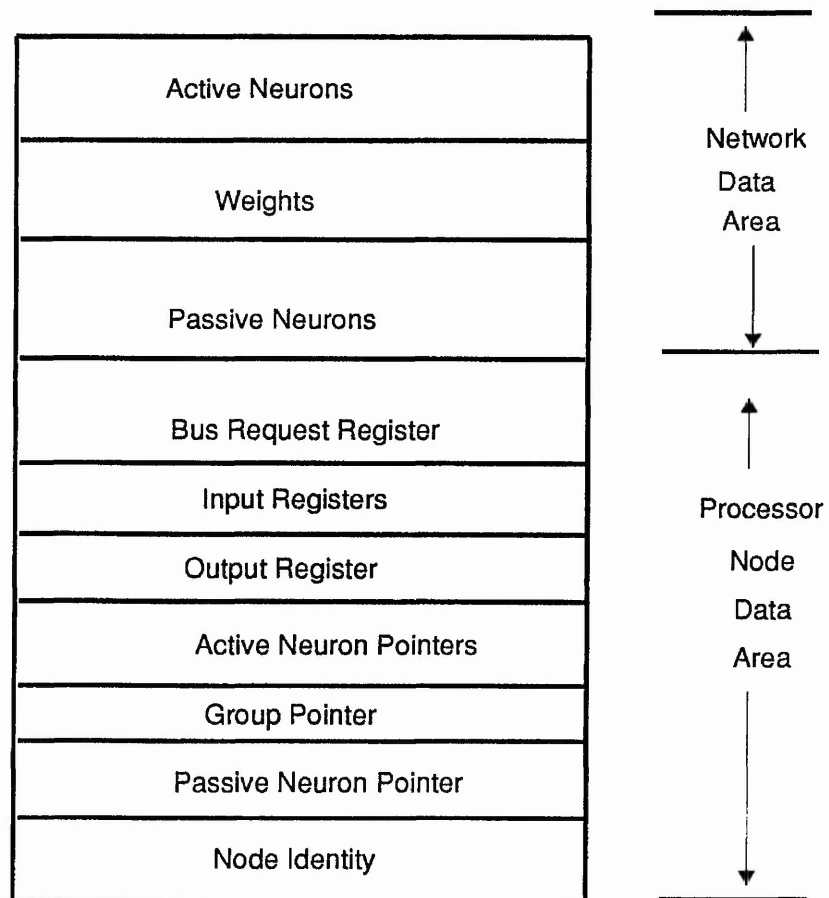 Active Neurons
Weights
Passive Neurons
Bus Request Register
Input Registers
Output Register
Active Neuron Pointers
Group Pointer
Passive Neuron Pointer
Node Identity
Network
Data
Area
Processor
Node
Data
Area